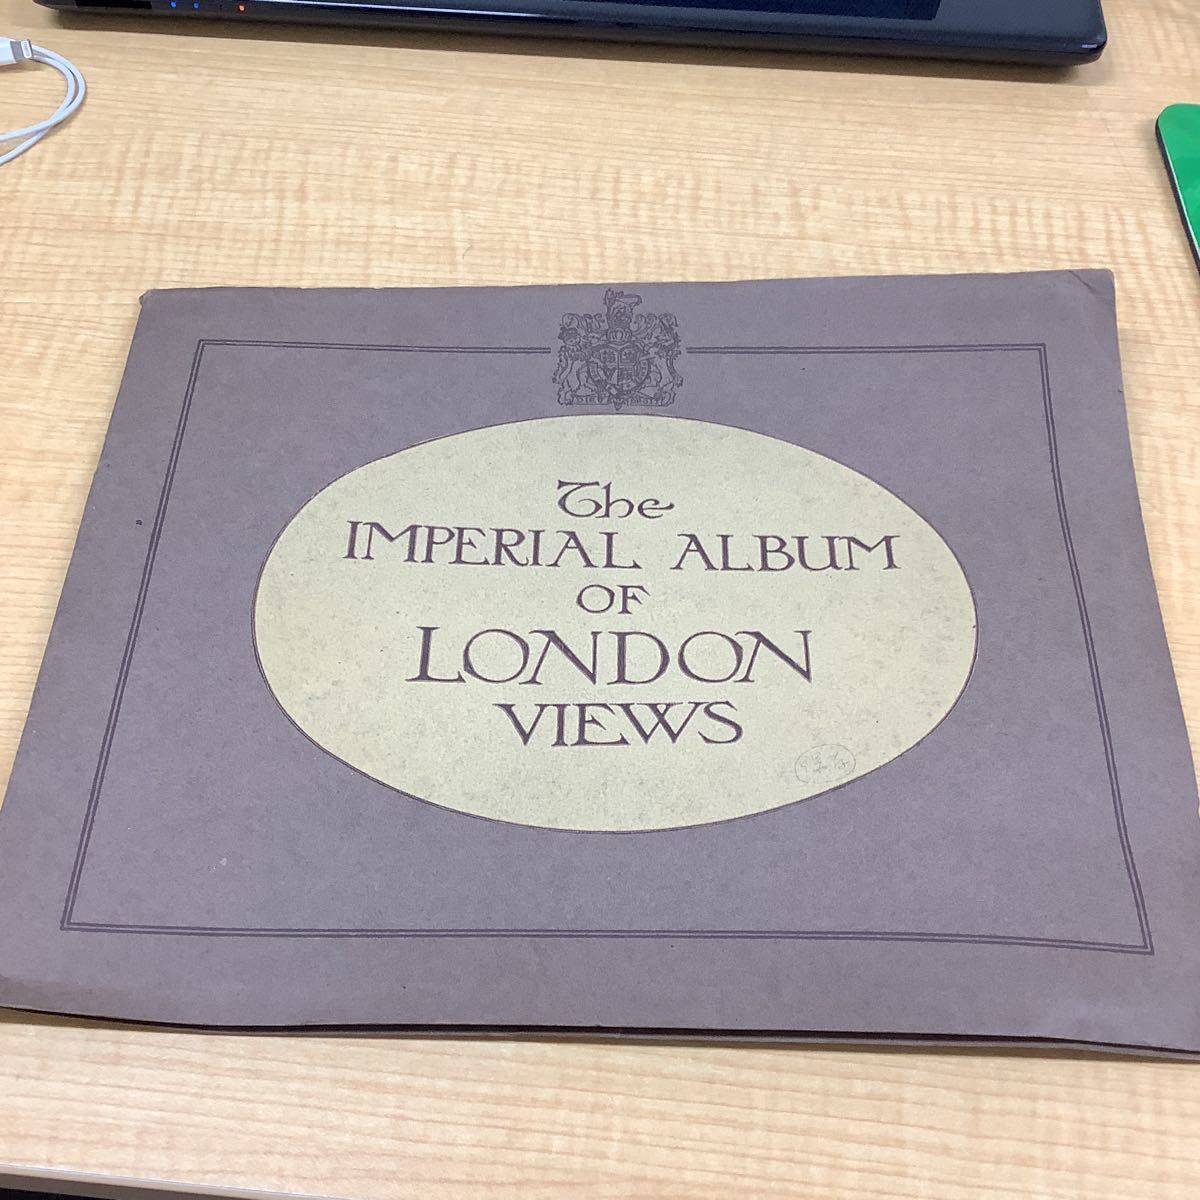 The
IMPERIAL ALBUM
OF
LONDON
VIEWS